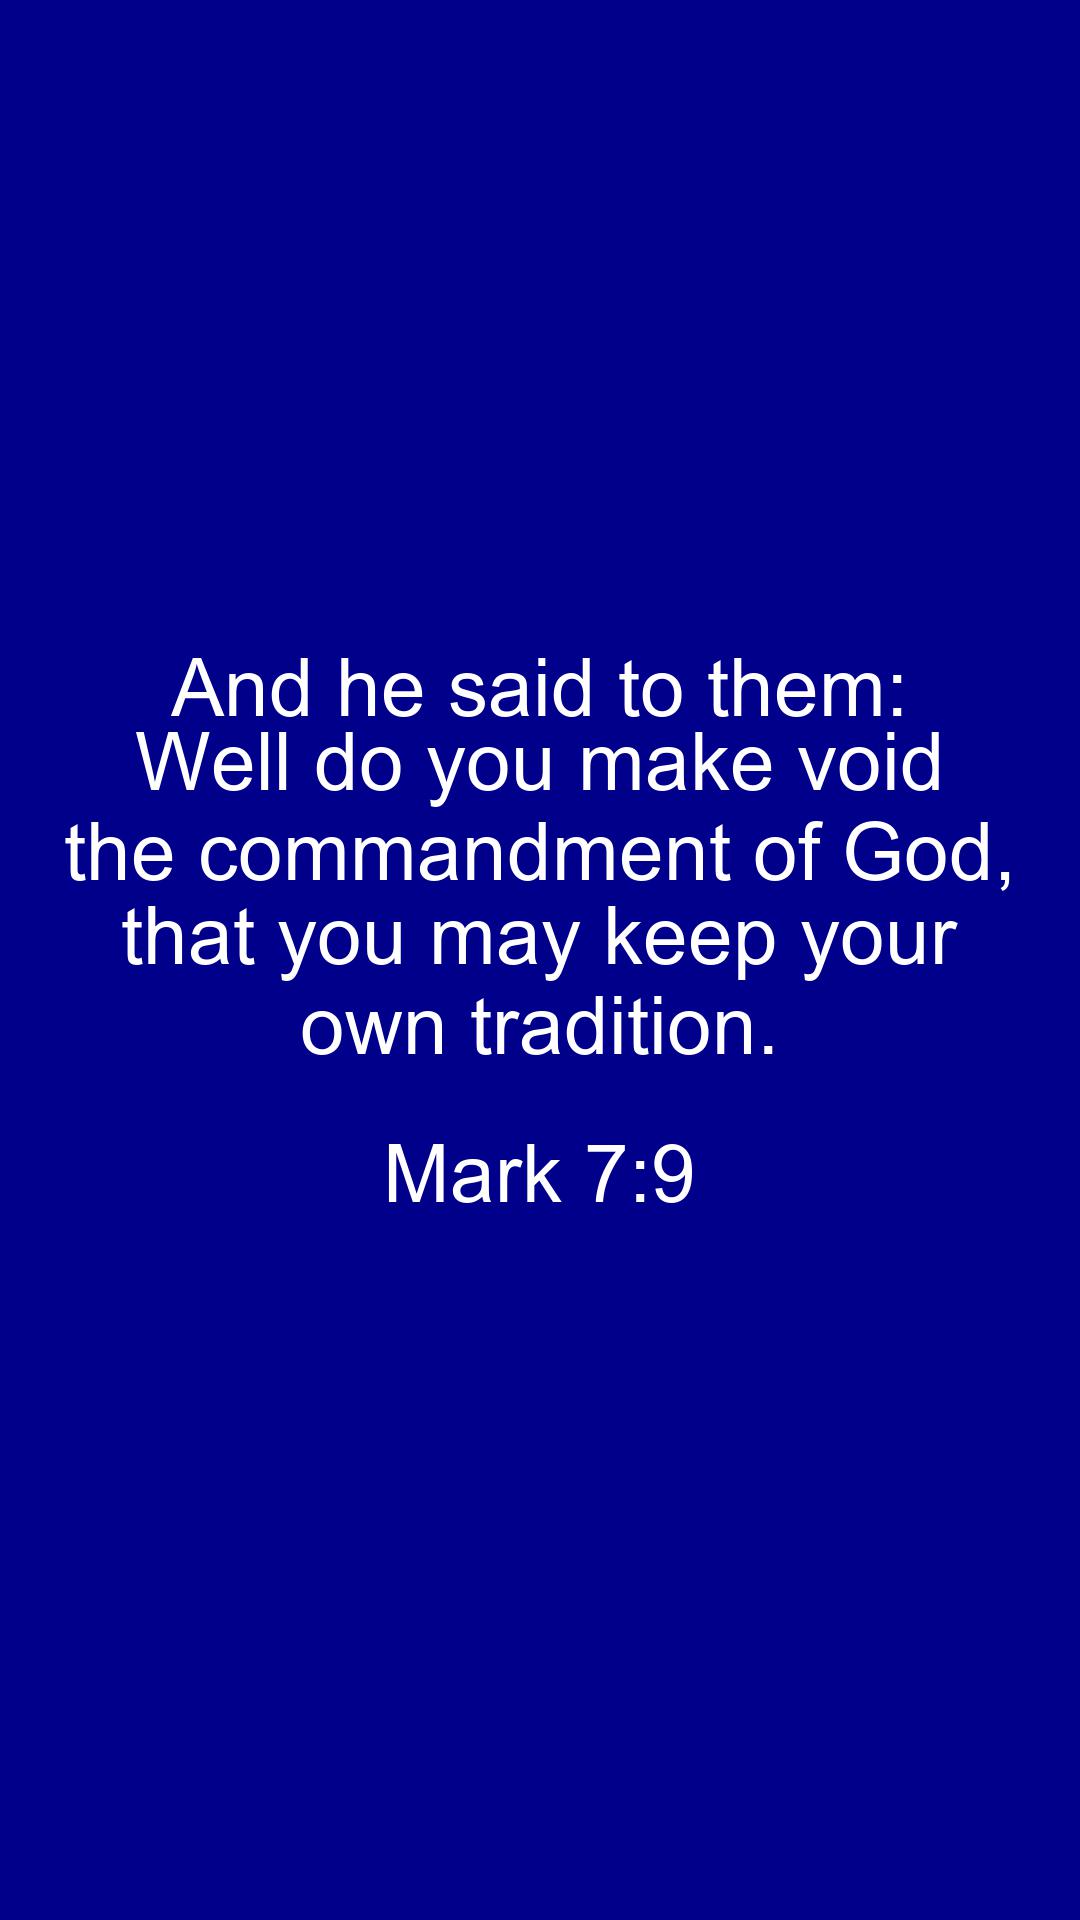 And he said to them:
Well do you make void
the commandment of God,
that you may keep your
own tradition.
Mark 7:9